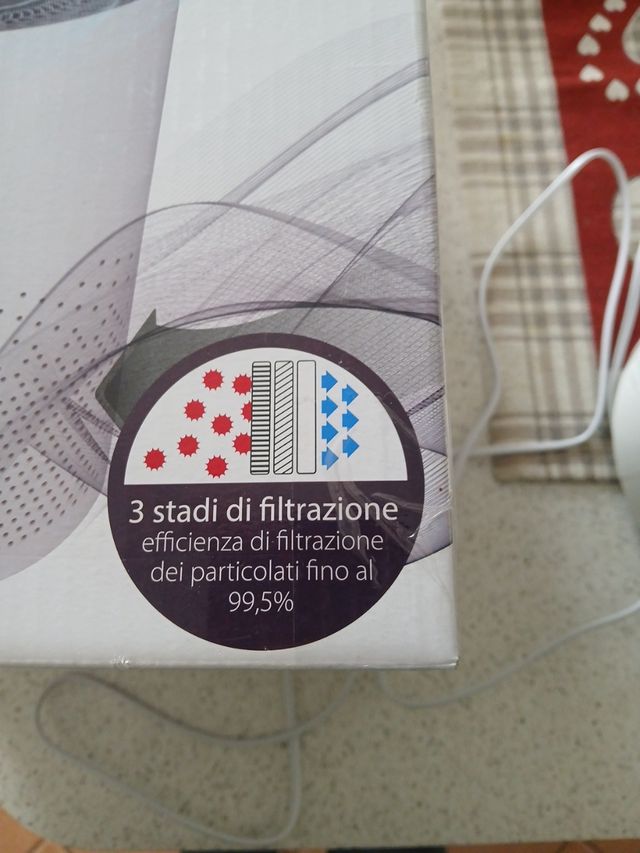 3 stadi di filtrazione
efficienza di filtrazione
dei particolati fino al
99,5%